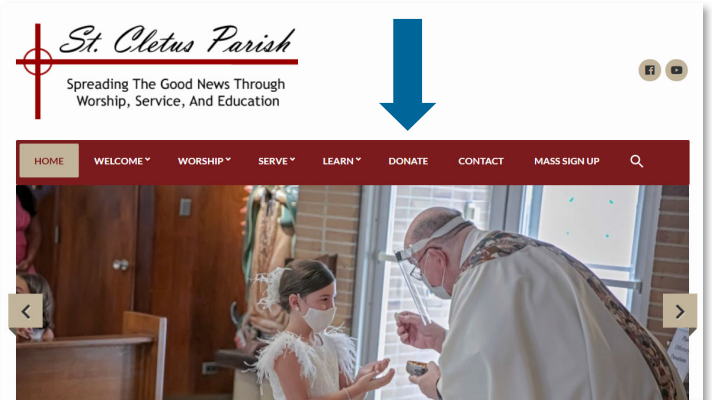 St. Cletus Parish
Spreading The Good News Through
Worship, Service, And Education
HOME WELCOME WORSHIP SERVE LEARN DONATE CONTACT MASS SIGN UP